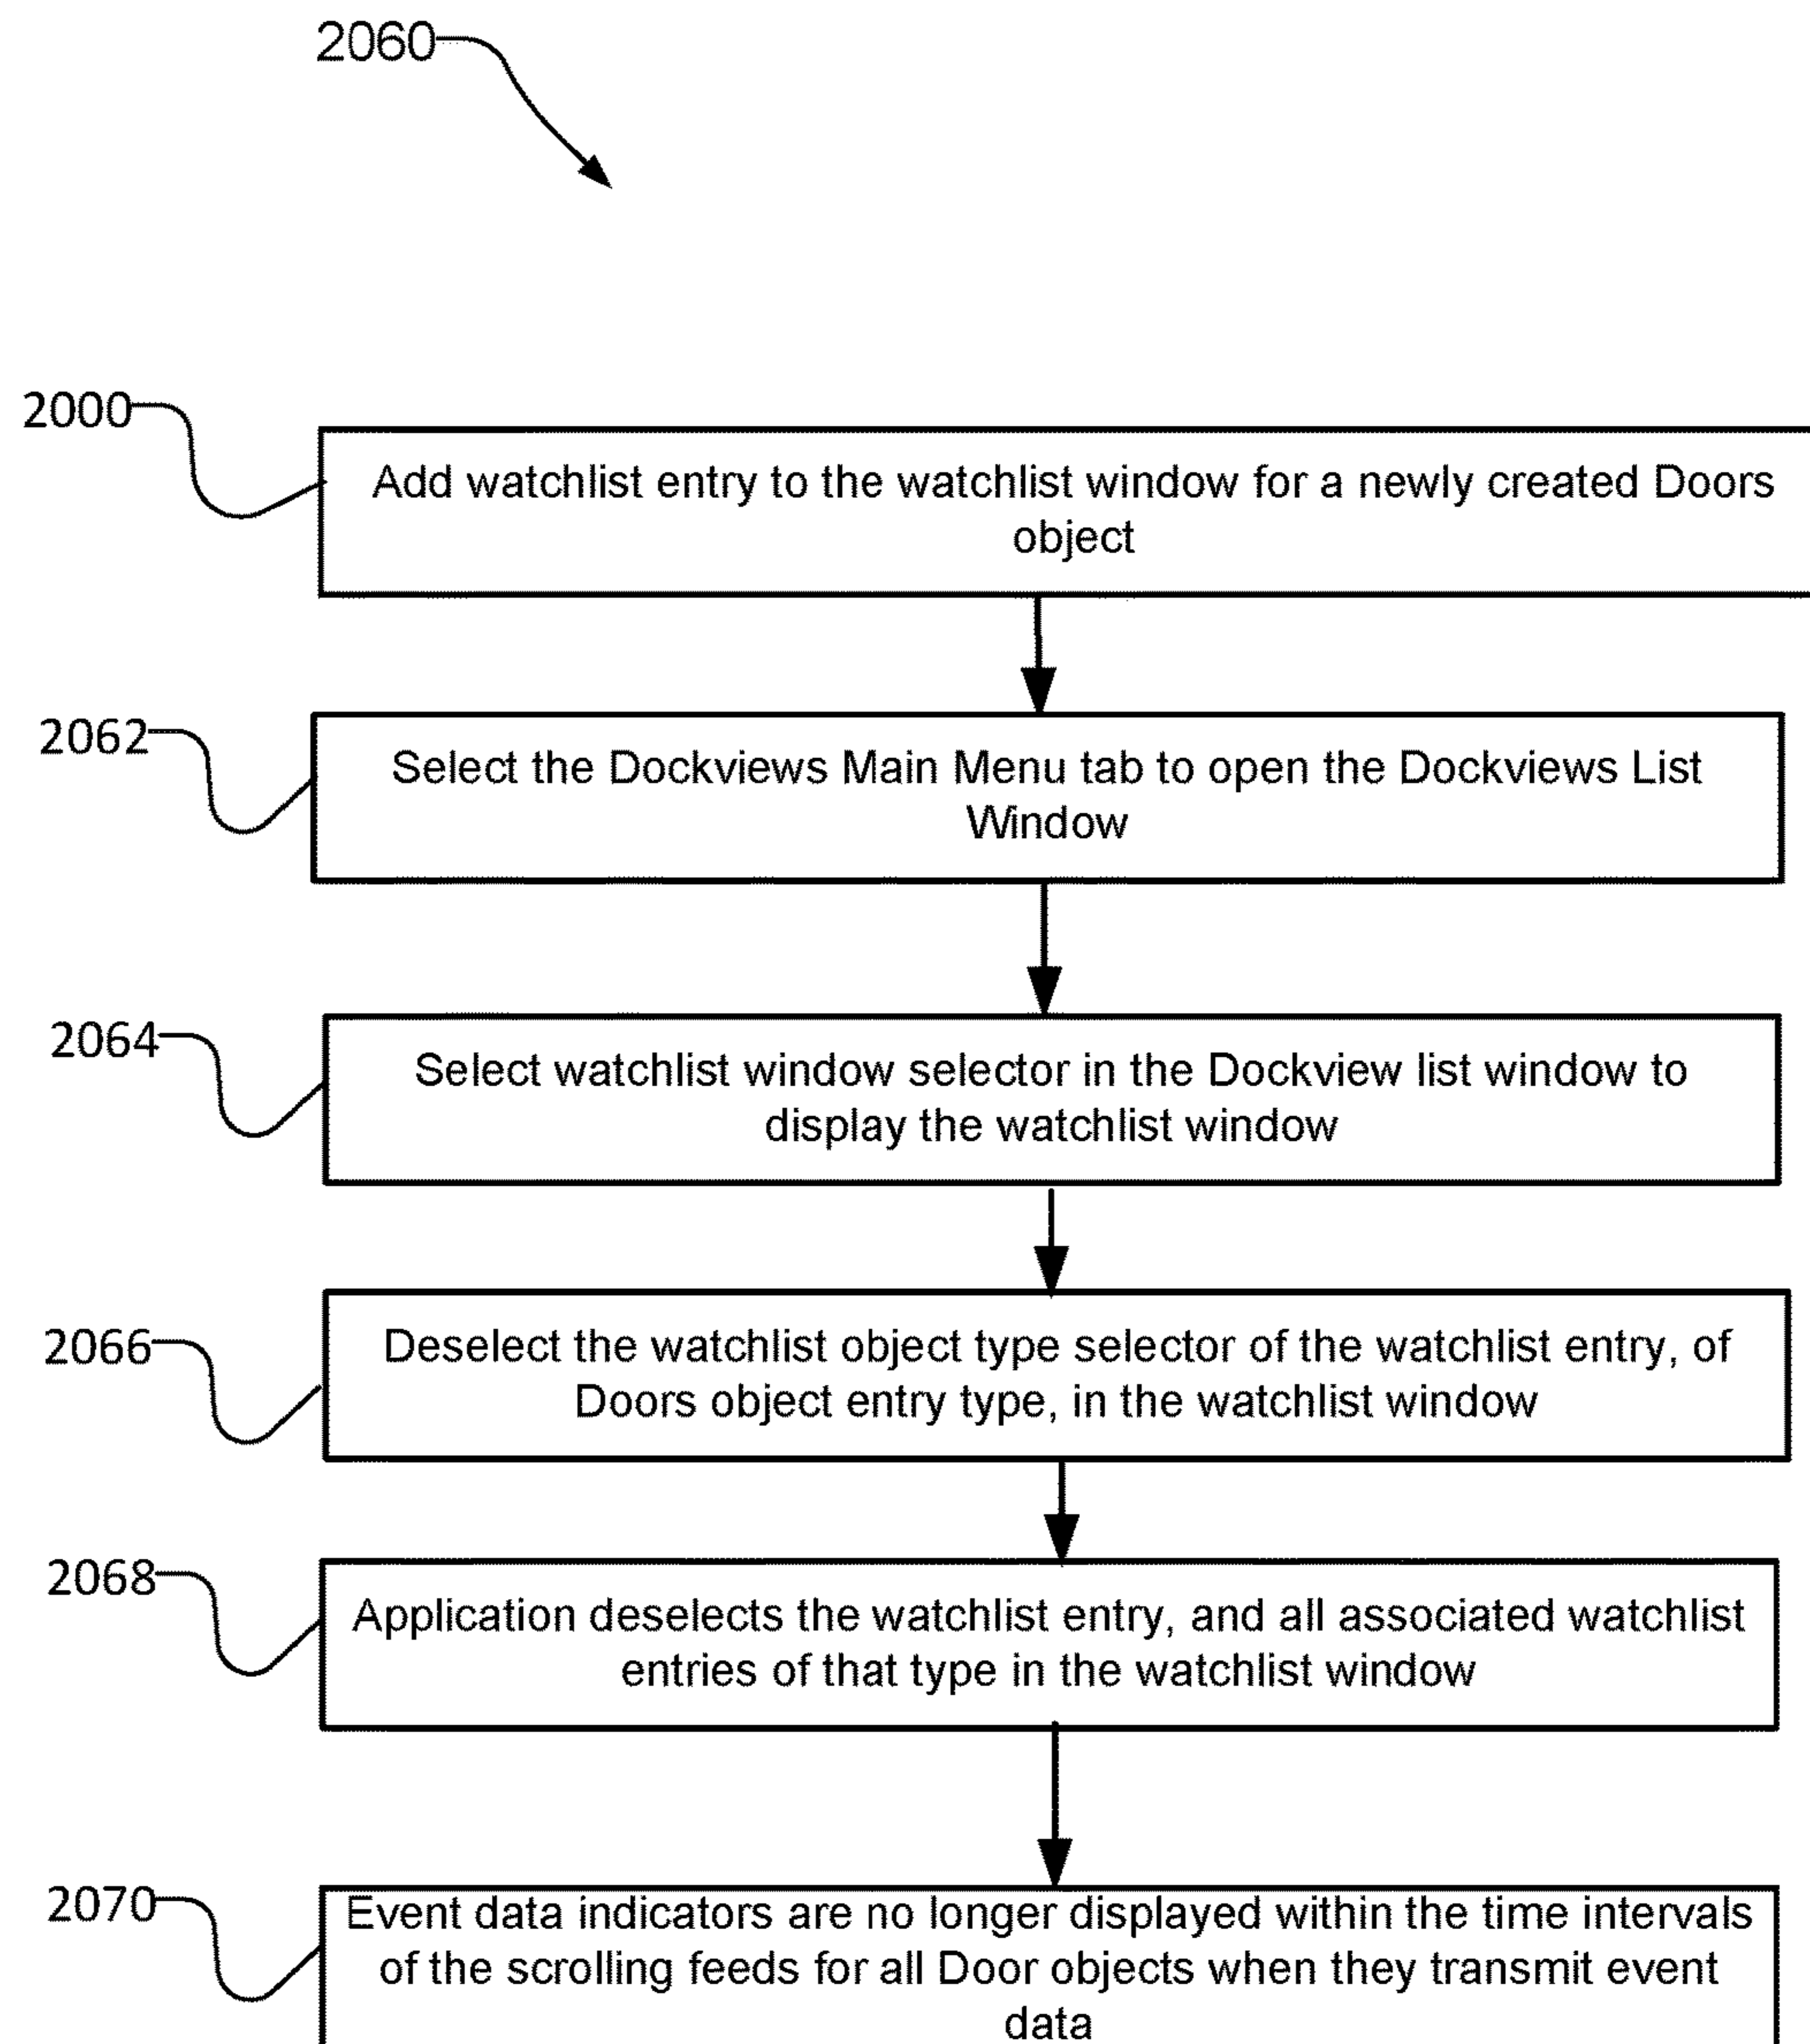 2060
2000
Add watchlist entry to the watchlist window for a newly created Doors
object
2062
Select the Dockviews Main Menu tab to open the Dockviews List
Window
2064
Select watchlist window selector in the Dockview list window to
display the watchlist window
2066
Deselect the watchlist object type selector of the watchlist entry, of
Doors object entry type, in the watchlist window
2068
Application deselects the watchlist entry, and all associated watchlist
entries of that type in the watchlist window
2070
Event data indicators are no longer displayed within the time intervals
of the scrolling feeds for all Door objects when they transmit event
data